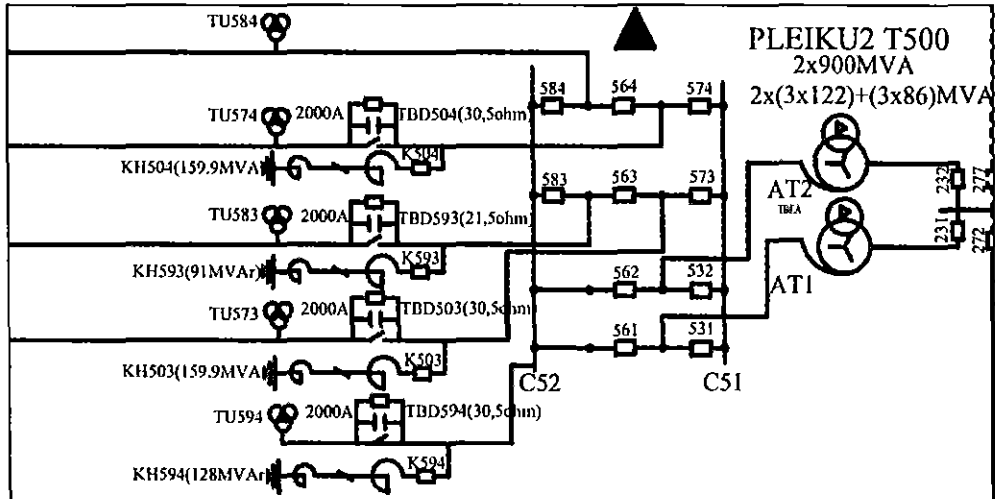 TU584
PLEIKU2 T500
2x900MVA
2x(3x122)+(3x86)MVA
584 564 574
TU574 2000A TBD504(30,5ohm)
K504
KH504(159.9MVA
583 563 573
TU583 2000A TBD593(21,5ohm
K593
KH593(91MVAr)
AT2
232 277
231 272
AT1
562 532
TU573 2000A TBD503(30,5ohm)
561 531
K503
KH503(159.9MVA
C52 C51
TU594 2000A TBD594(30,5ohm)
K594
KH594(128MVAr